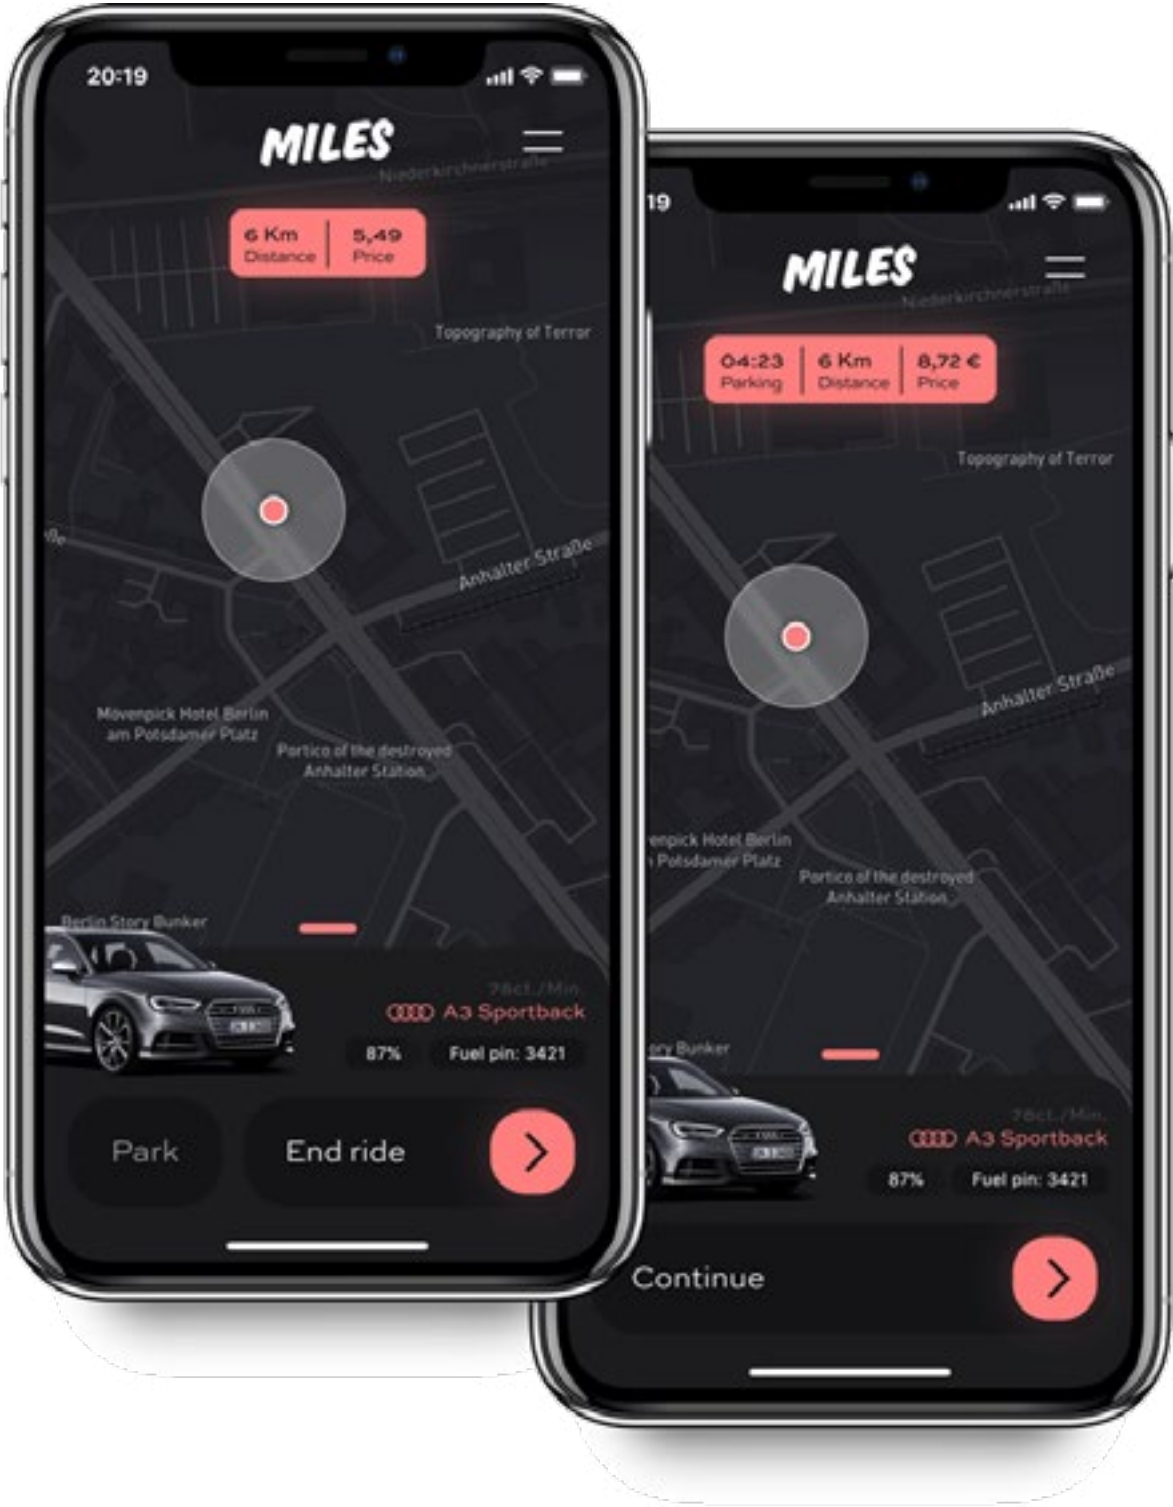 20:19
MILES
Niederkirchnerstraße
6 Km
Distance
5,49
Price
Topography of Terror
ße
Anhalter Straße
Mövenpick Hotel Berlin
am Potsdamer Platz
Portico of the destroyed
Anhalter Station
Berlin Story Bunker
78ct./Min.
A3 Sportback
87%
Fuel pin: 3421
Park
End ride
19
MILES
Niederkirchnerstraße
04:23
Parking
6 Km
Distance
8,72 €
Price
Topography of Terror
Anhalter Straße
enpick Hotel Berlin
Potsdamer Platz
Portico of the destroyed
Anhalter Station
ory Bunker
78ct./Min.
A3 Sportback
87%
Fuel pin: 3421
Continue